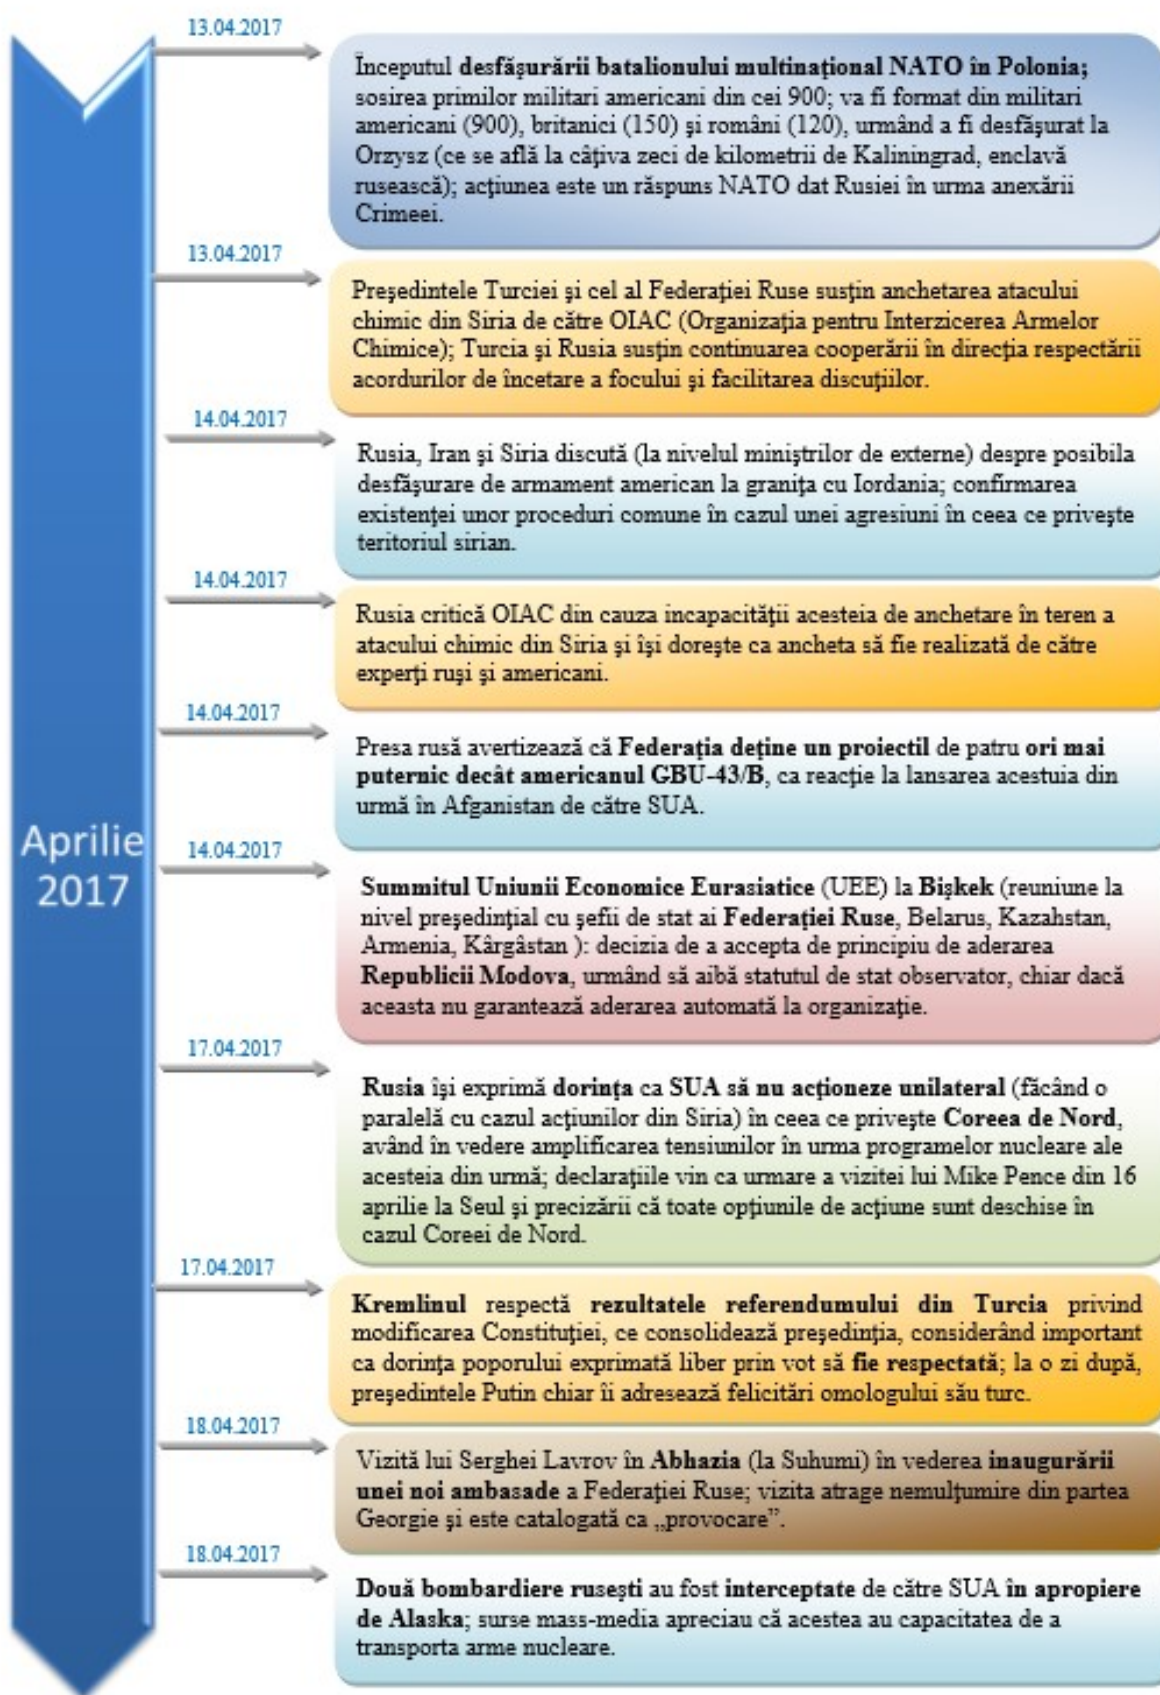 13.04.2017
Începutul desfăşurării batalionului multinaţional NATO în Polonia;
sosirea primilor militari americani din cei 900; va fi format din militari
americani (900), britanici (150) şi români (120), urmând a fi desfăşurat la
Orzysz (ce se află la câţiva zeci de kilometrii de Kaliningrad, enclavă
rusească); acţiunea este un răspuns NATO dat Rusiei în urma anexării
Crimeei.
13.04.2017
Preşedintele Turciei şi cel al Federaţiei Ruse susţin anchetarea atacului
chimic din Siria de către OIAC (Organizaţia pentru Interzicerea Armelor
Chimice); Turcia şi Rusia susţin continuarea cooperării în direcţia respectării
acordurilor de încetare a focului şi facilitarea discuţiilor.
14.04.2017
Rusia, Iran şi Siria discută (la nivelul miniştrilor de externe) despre posibila
desfăşurare de armament american la graniţa cu Iordania; confirmarea
existenţei unor proceduri comune în cazul unei agresiuni în ceea ce priveşte
teritoriul sirian.
14.04.2017
Rusia critică OIAC din cauza incapacităţii acesteia de anchetare în teren a
atacului chimic din Siria şi îşi doreşte ca ancheta să fie realizată de către
experţi ruşi şi americani.
14.04.2017
Presa rusă avertizează că Federaţia deţine un proiectil de patru ori mai
puternic decât americanul GBU-43/B, ca reacţie la lansarea acestuia din
urmă în Afganistan de către SUA.
Aprilie
2017
14.04.2017
Summitul Uniunii Economice Eurasiatice (UEE) la Bişkek (reuniune la
nivel preşedinţial cu şefii de stat ai Federaţiei Ruse, Belarus, Kazahstan,
Armenia, Kârgâstan ): decizia de a accepta de principiu de aderarea
Republicii Modova, urmând să aibă statutul de stat observator, chiar dacă
aceasta nu garantează aderarea automată la organizaţie.
17.04.2017
Rusia îşi exprimă dorinţa ca SUA să nu acţioneze unilateral (făcând o
paralelă cu cazul acţiunilor din Siria) în ceea ce priveşte Coreea de Nord,
având în vedere amplificarea tensiunilor în urma programelor nucleare ale
acesteia din urmă; declaraţiile vin ca urmare a vizitei lui Mike Pence din 16
aprilie la Seul şi precizării că toate opţiunile de acţiune sunt deschise în
cazul Coreei de Nord.
17.04.2017
Kremlinul respectă rezultatele referendumului din Turcia privind
modificarea Constituţiei, ce consolidează preşedinţia, considerând important
ca dorinţa poporului exprimată liber prin vot să fie respectată; la o zi după,
preşedintele Putin chiar îi adresează felicitări omologului său turc.
18.04.2017
Vizită lui Serghei Lavrov în Abhazia (la Suhumi) în vederea inaugurării
unei noi ambasade a Federaţiei Ruse; vizita atrage nemulţumire din partea
Georgie şi este catalogată ca „provocare”.
18.04.2017
Două bombardiere ruseşti au fost interceptate de către SUA în apropiere
de Alaska; surse mass-media apreciau că acestea au capacitatea de a
transporta arme nucleare.